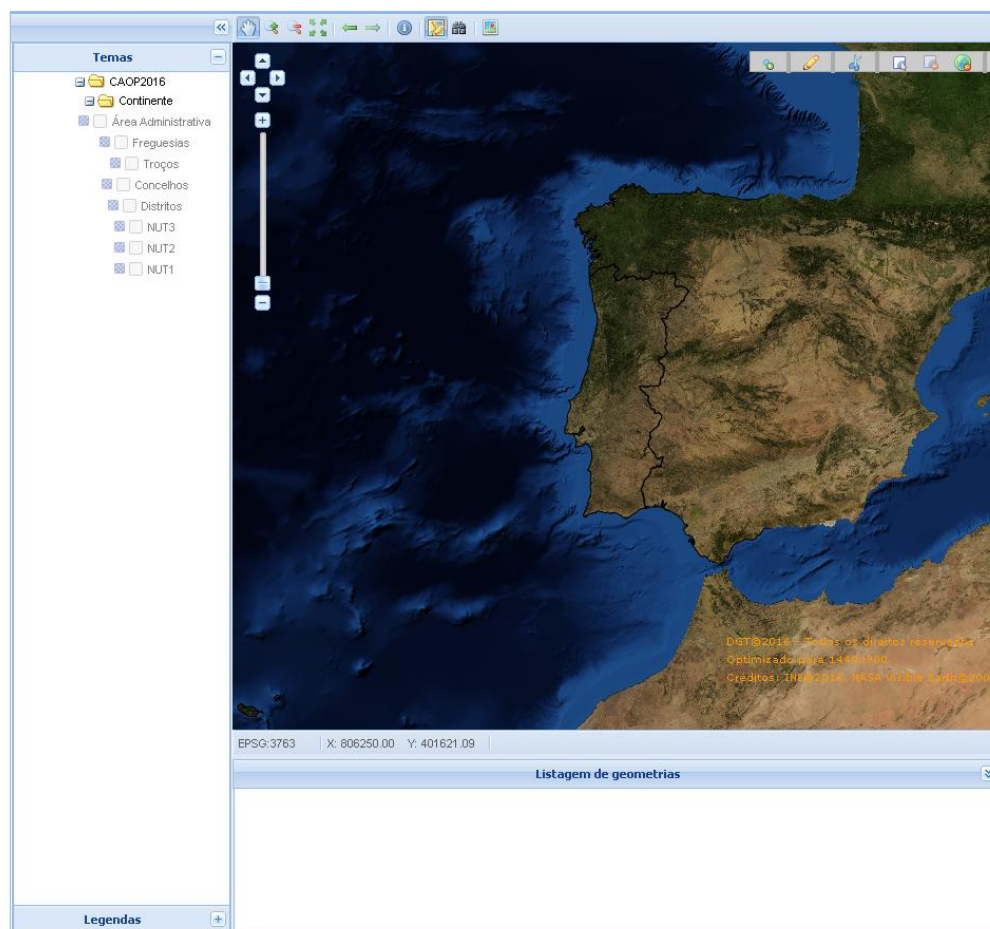 Temas
CAOP2016
Continente
Área Administrativa
Freguesias
Troços
Concelhos
Distritos
NUT3
NUT2
NUT1
DGT©2016 - Todos os direitos reservados
Optimizado para 1440x900
Créditos: INE©2016, NASA Visible Earth©200
EPSG:3763 X: 806250.00 Y: 401621.09
Listagem de geometrias
Legendas